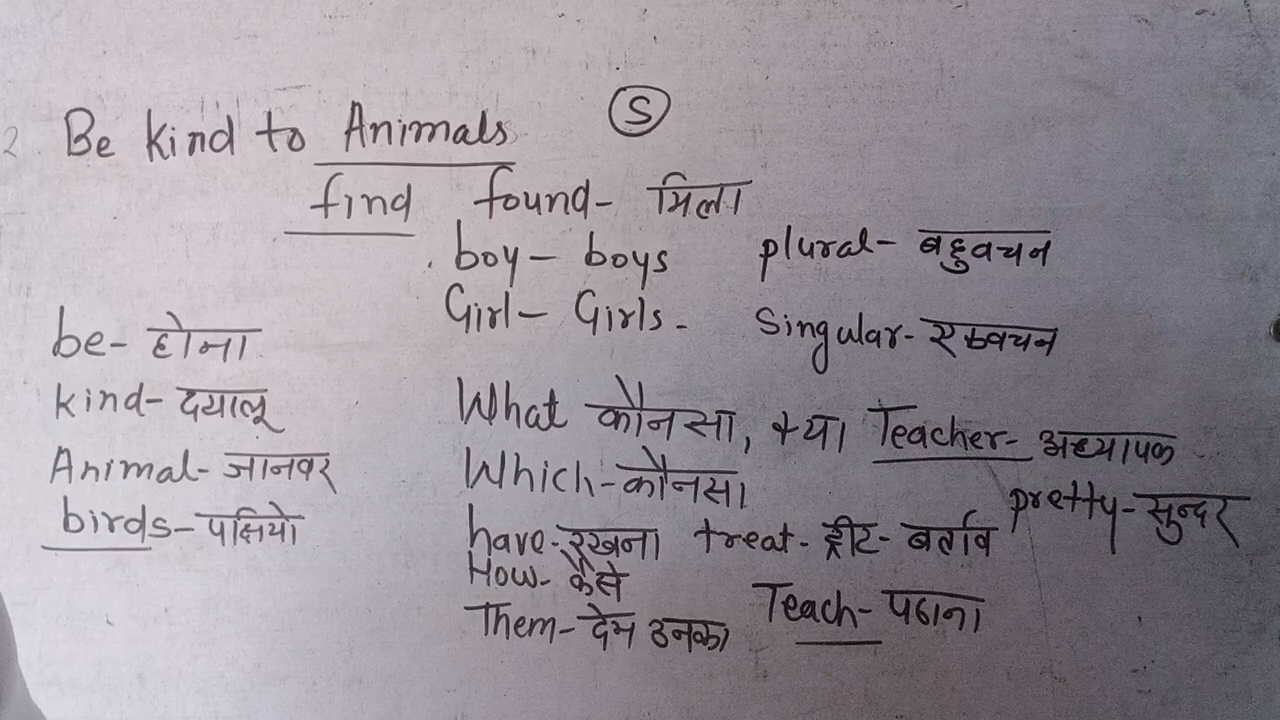 2 Be kind to Animals S
find found- मिला
boy- boys plural- बहुवचन
Girl- Girls- Singular- एकवचन
be- होना
kind- दयालू
Animal- जानवर
birds- पक्षियो
What कौनसा, क्या Teacher- अध्यापक
Which- कौनसा pretty- सुन्दर
have- रखना treat- ट्रीट- बर्ताव
How- कैसे
Them- देम उनका Teach- पढाना